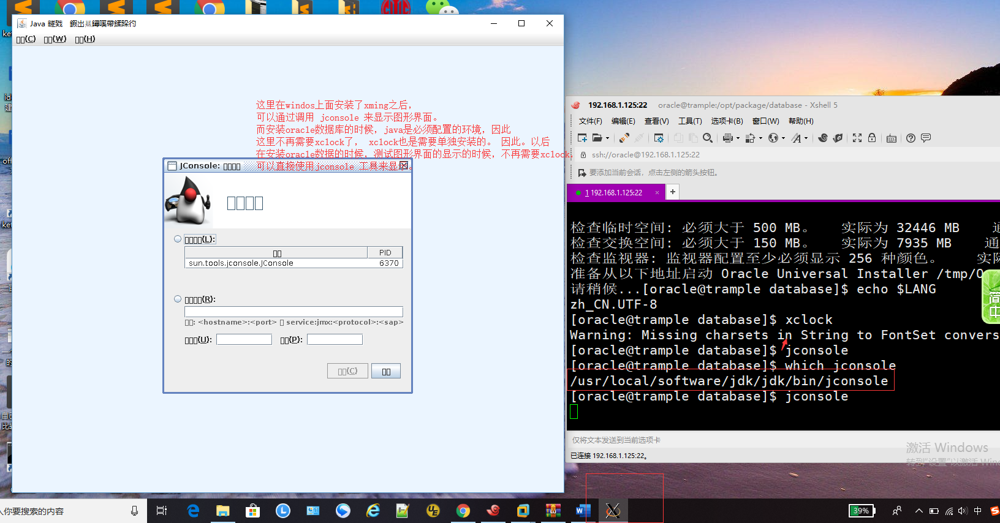 Java 鐩戣 鍜岀
(C) (W) (H)
这里在windos上面安装了xming之后，
可以通过调用 jconsole 来显示图形界面。
而安装oracle数据库的时候，java是必须配置的环境，因此
这里不再需要xclock了， xclock也是需要单独安装的。 因此。以后
在安装oracle数据的时候，测试图形界面的显示的时候，不再需要xclock，
可以直接使用jconsole 工具来显
JConsole:
(L):
PID
sun.tools.jconsole.JConsole 6370
(R):
: <hostname>:<port> service:jmx:<protocol>:<sap>
(U): (P):
(C)
192.168.1.125:22 oracle@trample:/opt/package/database - Xshell 5
文件(F) 编辑(E) 查看(V) 工具(T) 选项卡(B) 窗口(W) 帮助(H)
ssh://oracle@192.168.1.125:22
要添加当前会话，点击左侧的箭头按钮。
1 192.168.1.125:22 × +
检查临时空间: 必须大于 500 MB。 实际为 32446 MB 通
检查交换空间: 必须大于 150 MB。 实际为 7935 MB 通
检查监视器: 监视器配置至少必须显示 256 种颜色。 实际
准备从以下地址启动 Oracle Universal Installer /tmp/O
请稍候...[oracle@trample database]$ echo $LANG
zh_CN.UTF-8
[oracle@trample database]$ xclock
Warning: Missing charsets in String to FontSet convers
[oracle@trample database]$ jconsole
[oracle@trample database]$ which jconsole
/usr/local/software/jdk/jdk/bin/jconsole
[oracle@trample database]$ jconsole
仅将文本发送到当前选项卡
已连接 192.168.1.125:22。
激活 Windows
转到"设置"以激活 Win
简
中
你要搜索的内容
39%
中